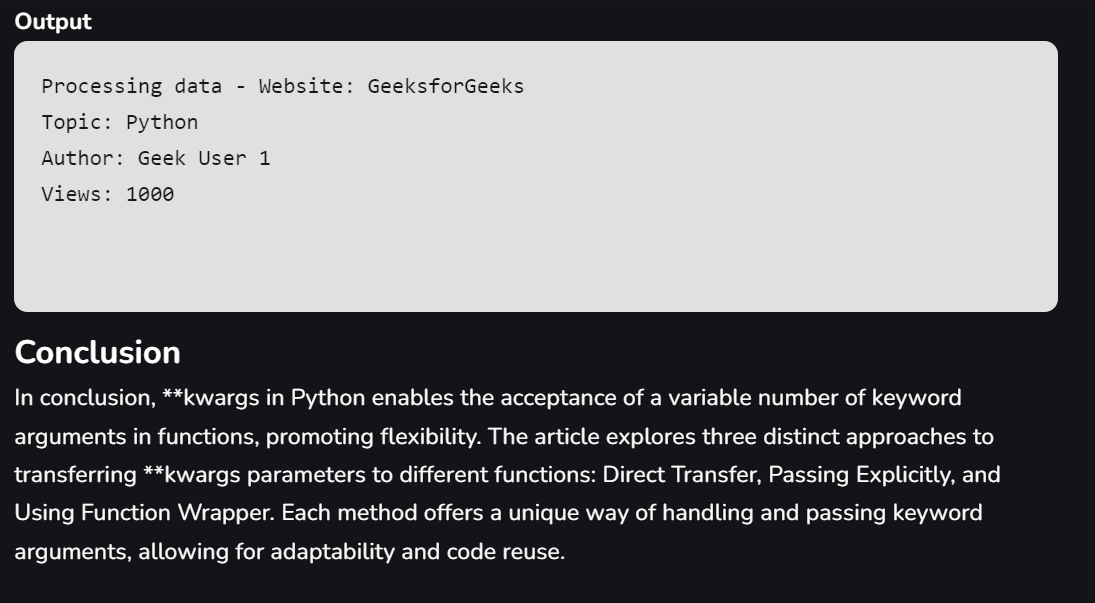 Output
Processing data - Website: GeeksforGeeks
Topic: Python
Author: Geek User 1
Views: 1000
Conclusion
In conclusion, **kwargs in Python enables the acceptance of a variable number of keyword
arguments in functions, promoting flexibility. The article explores three distinct approaches to
transferring **kwargs parameters to different functions: Direct Transfer, Passing Explicitly, and
Using Function Wrapper. Each method offers a unique way of handling and passing keyword
arguments, allowing for adaptability and code reuse.